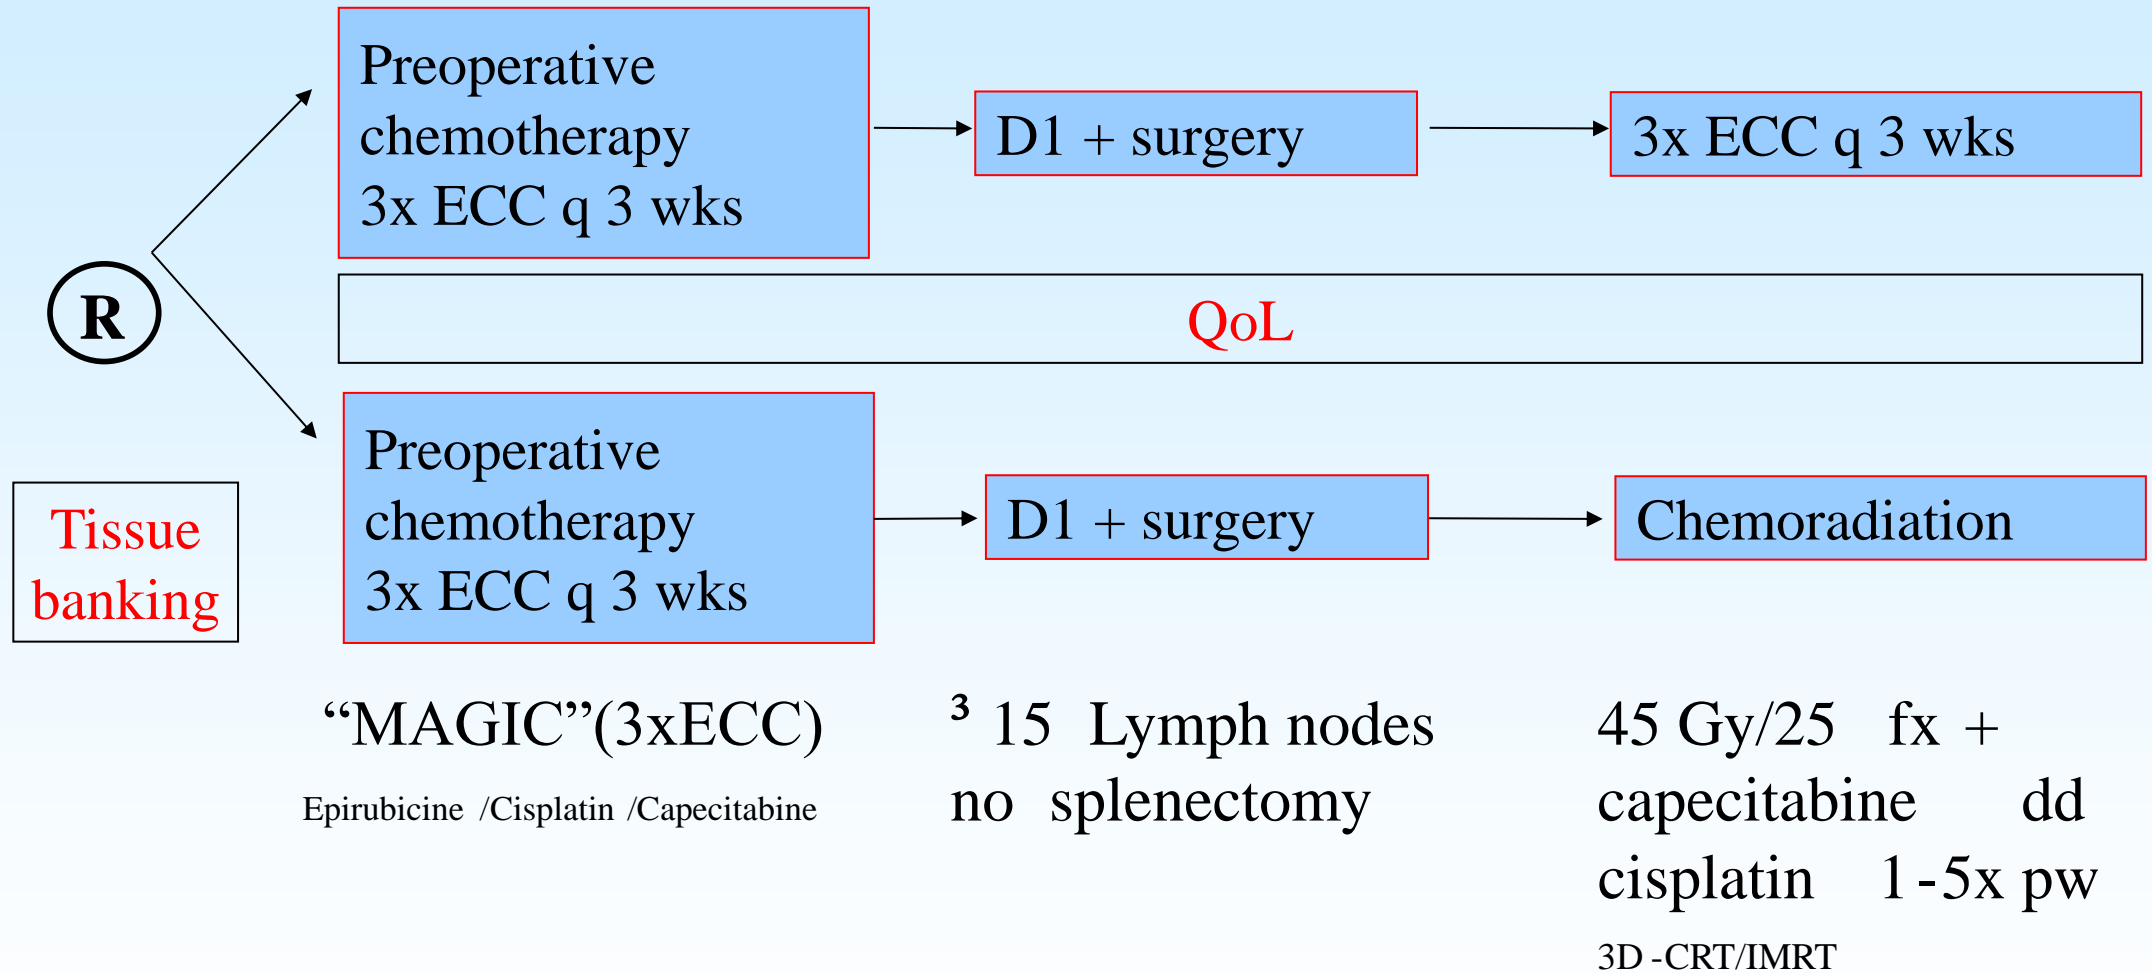 Preoperative
chemotherapy
3x ECC q 3 wks
D1 + surgery
3x ECC q 3 wks
R
QoL
Preoperative
chemotherapy
3x ECC q 3 wks
D1 + surgery
Chemoradiation
Tissue
banking
“MAGIC”(3xECC)
Epirubicine /Cisplatin /Capecitabine
³ 15 Lymph nodes
no splenectomy
45 Gy/25 fx +
capecitabine dd
cisplatin 1-5x pw
3D-CRT/IMRT